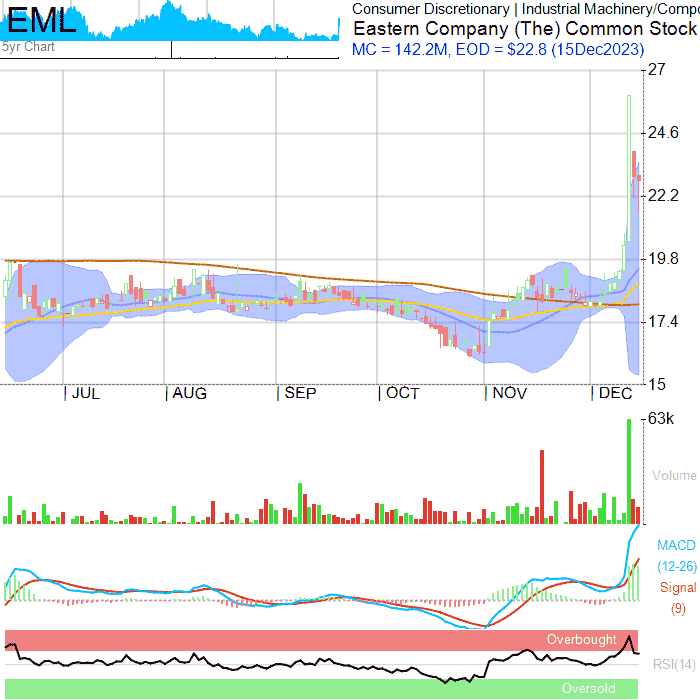 EML
5yr Chart
Consumer Discretionary | Industrial Machinery/Compo
Eastern Company (The) Common Stock
MC = 142.2M, EOD = $22.8 (15Dec2023)
27
24.6
22.2
19.8
17.4
15
JUL
AUG
SEP
OCT
NOV
DEC
63k
Volume
MACD
(12-26)
Signal
(9)
Overbought
RSI(14)
Oversold